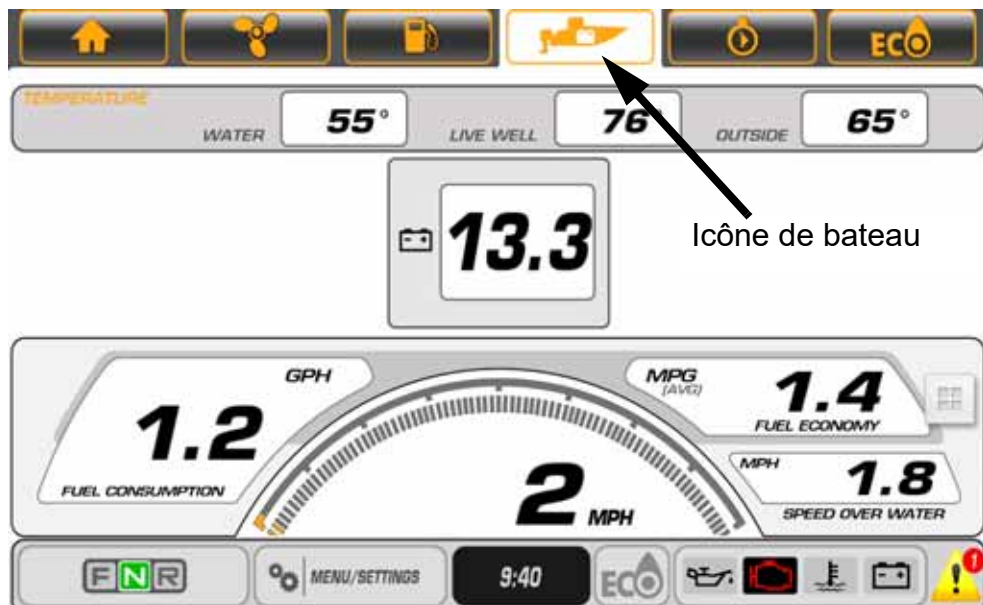 ECO
TEMPERATURE
WATER 55° LIVE WELL 76° OUTSIDE 65°
13.3
Icône de bateau
GPH
1.2
FUEL CONSUMPTION
MPG
(AVG)
1.4
FUEL ECONOMY
MPH
1.8
SPEED OVER WATER
2 MPH
F N R
MENU/SETTINGS
9:40
ECO
!
1